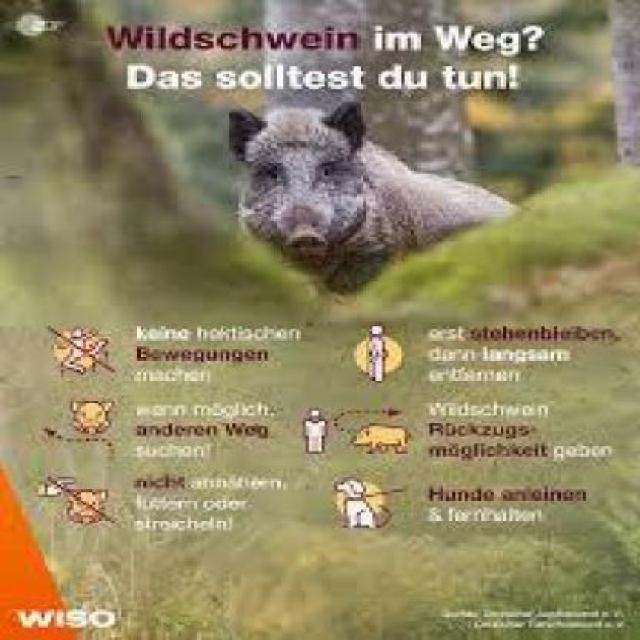 Wildschwein im Weg?
Das solltest du tun!
keine hektischen
Bewegungen
machen
erst stehenbleiben,
dann langsam
entfernen
wenn möglich,
anderen Weg
suchen!
Wildschwein
Rückzugs-
möglichkeit geben
nicht annähern,
füttern oder
streicheln!
Hunde anleinen
& fernhalten
WISO